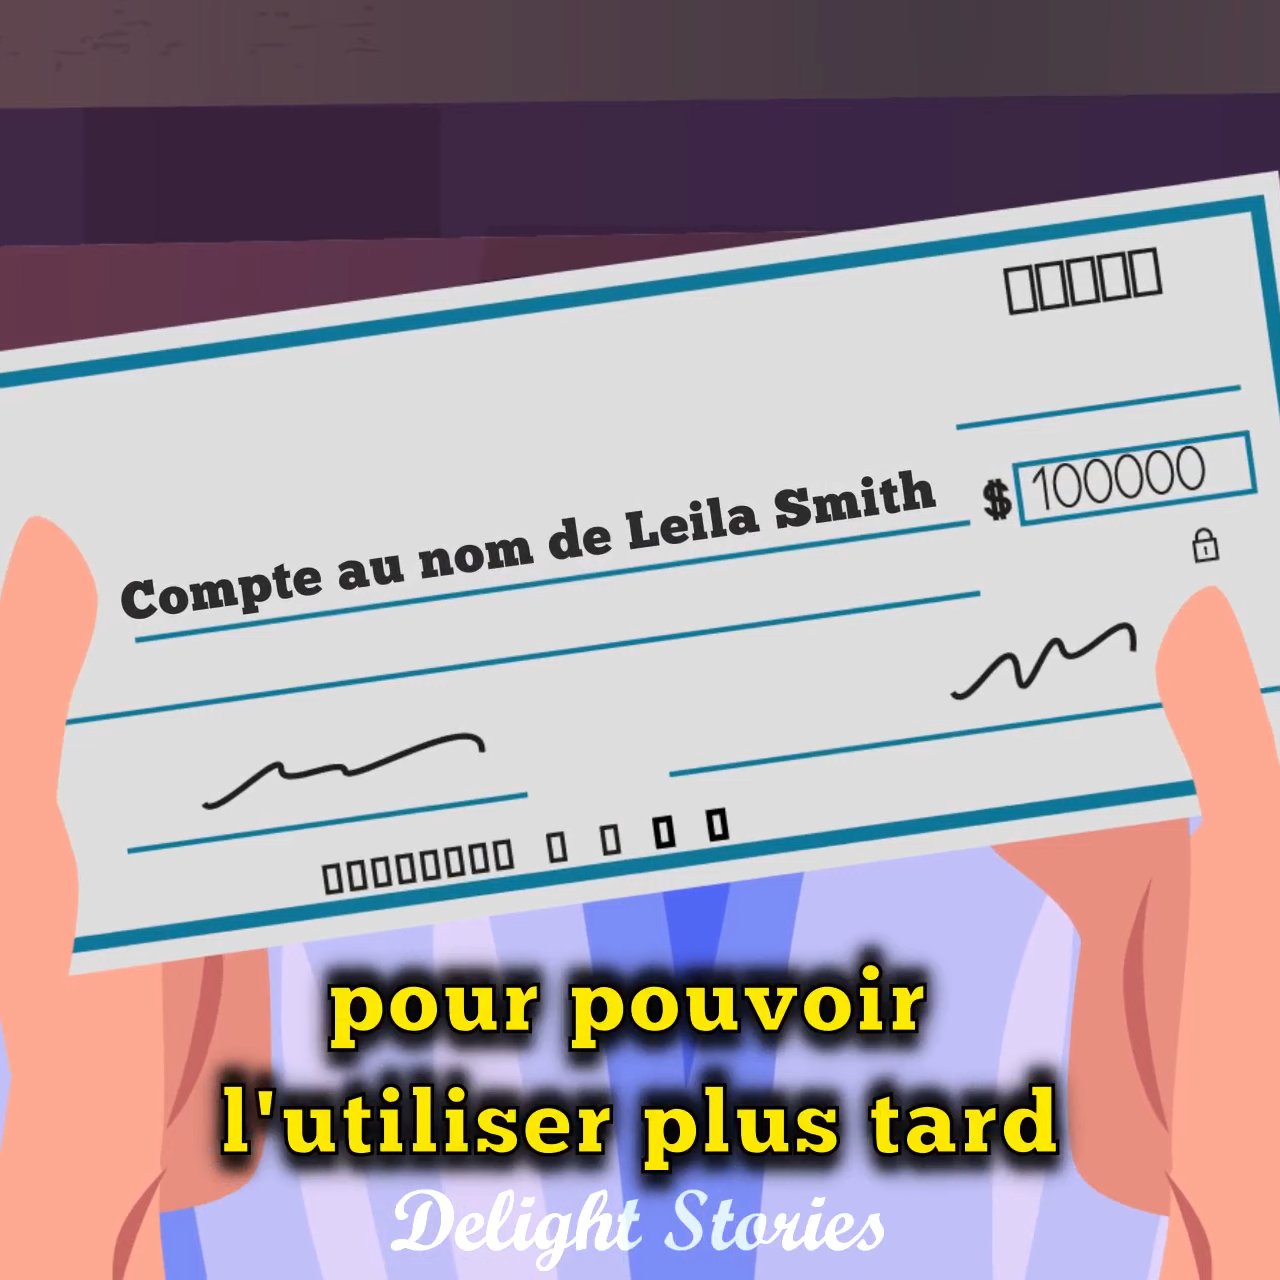 Compte au nom de Leila Smith
$ 100000
pour pouvoir
l'utiliser plus tard
Delight Stories